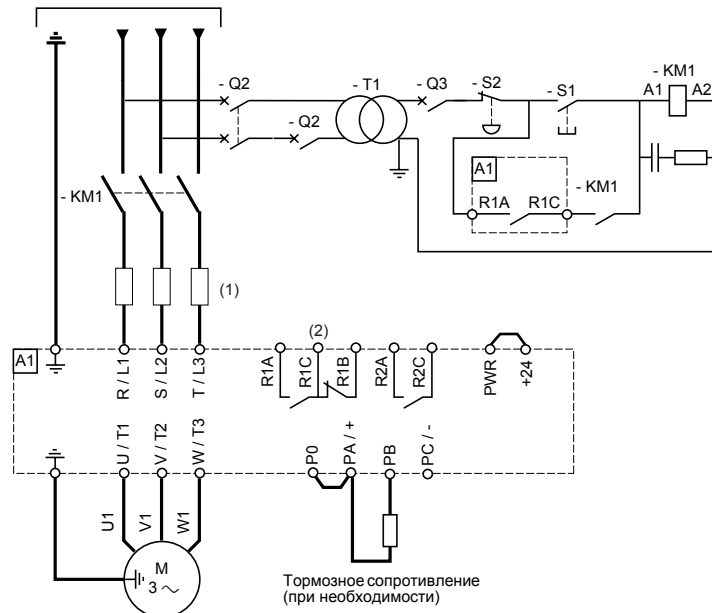 - Q2
- T1
- Q3
- S2
- S1
- KM1
A1
A2
- Q2
A1
- KM1
R1A
R1C
- KM1
(1)
(2)
A1
R / L1
S / L2
T / L3
R1A
R1C
R1B
R2A
R2C
PWR
+24
U / T1
V / T2
W / T3
P0
PA / +
PB
PC / -
U1
V1
W1
M
3 ~
Тормозное сопротивление
(при необходимости)